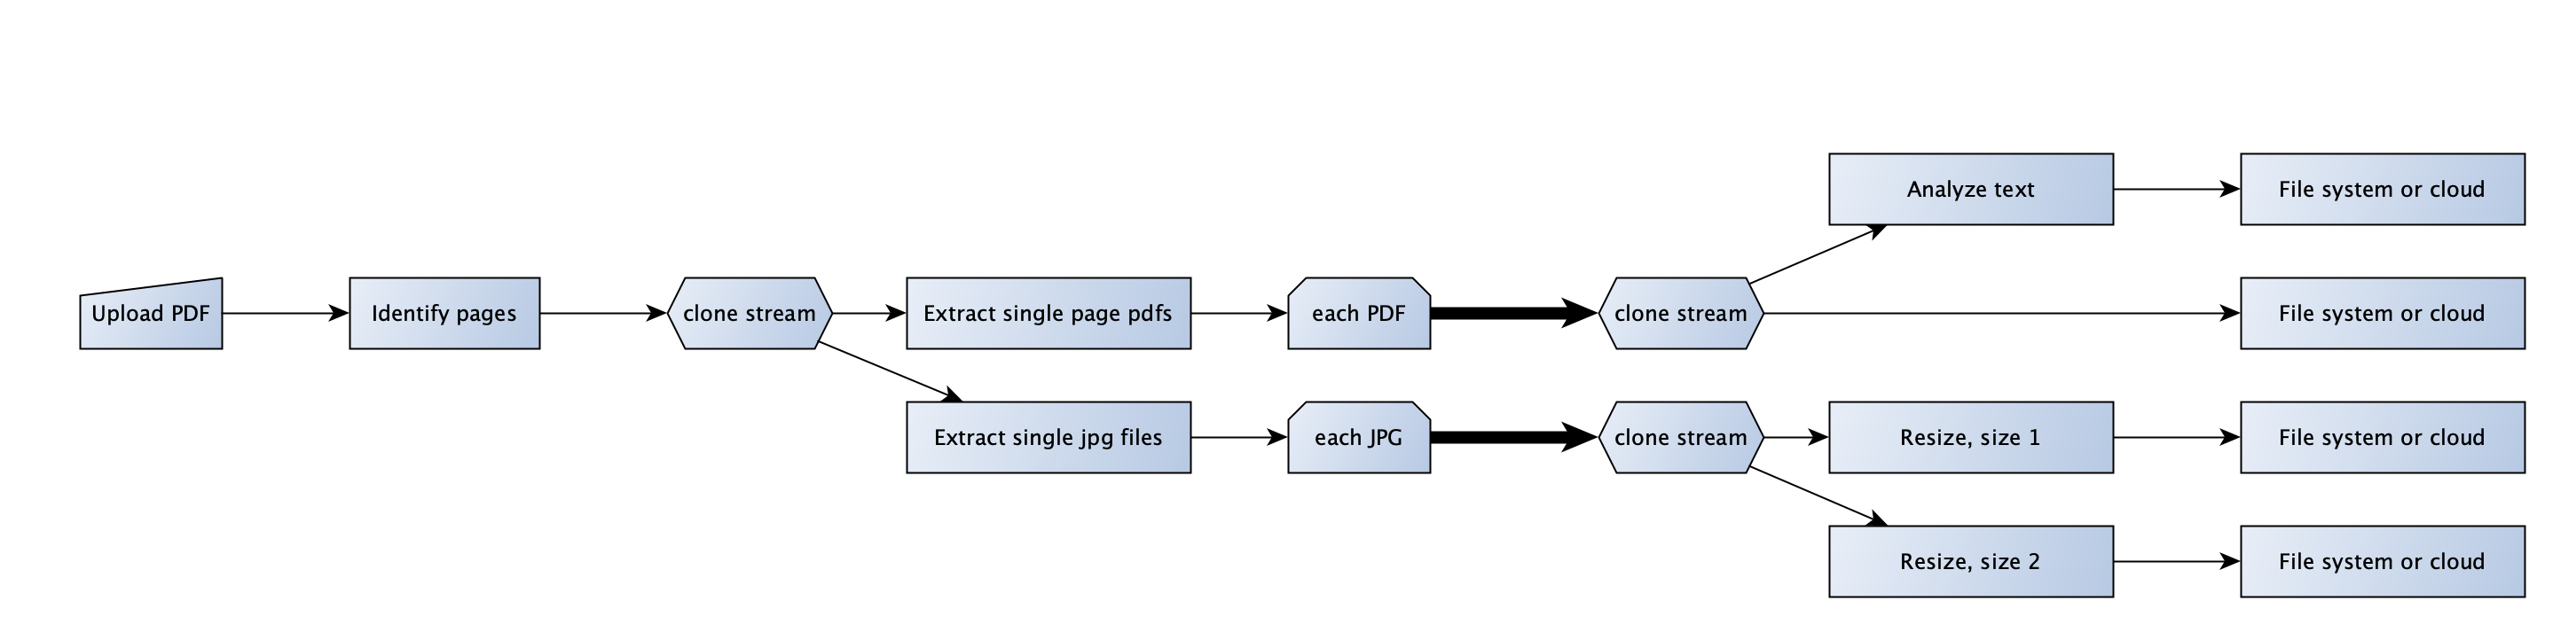 Analyze text
File system or cloud
Upload PDF
Identify pages
clone stream
Extract single page pdfs
each PDF
clone stream
File system or cloud
Extract single jpg files
each JPG
clone stream
Resize, size 1
File system or cloud
Resize, size 2
File system or cloud